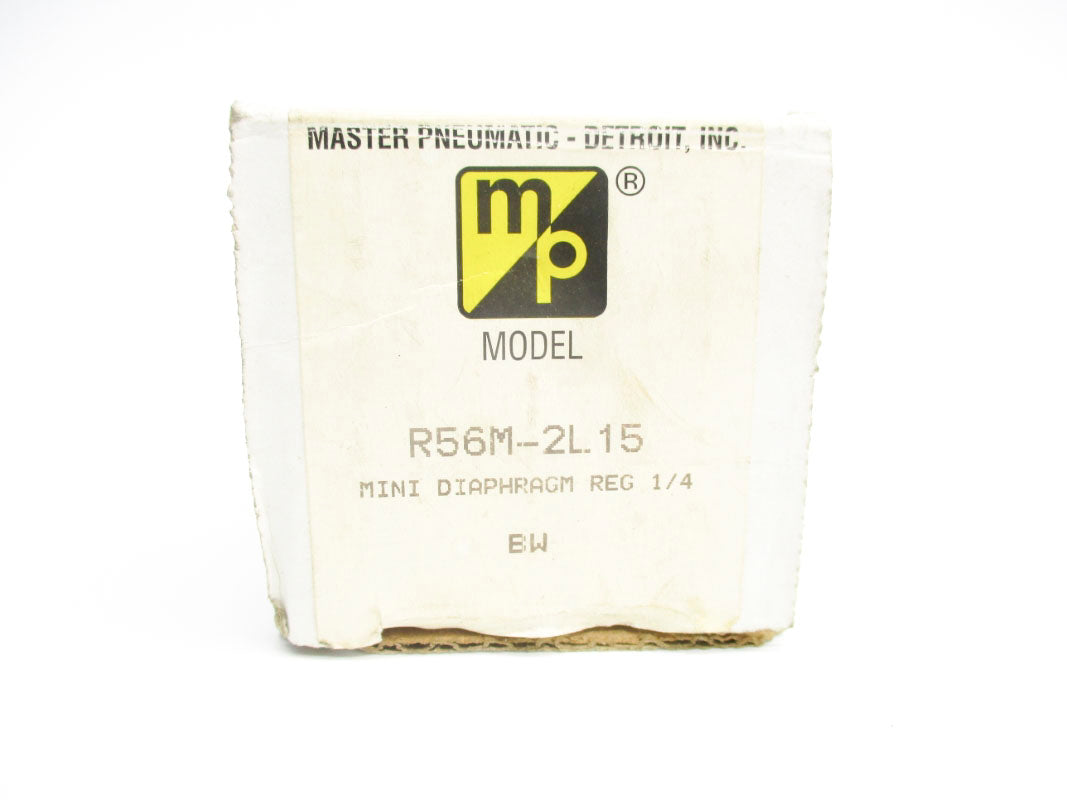 MASTER PNEUMATIC - DETROIT, INC.
mp ®
MODEL
R56M-2L15
MINI DIAPHRAGM REG 1/4
BW